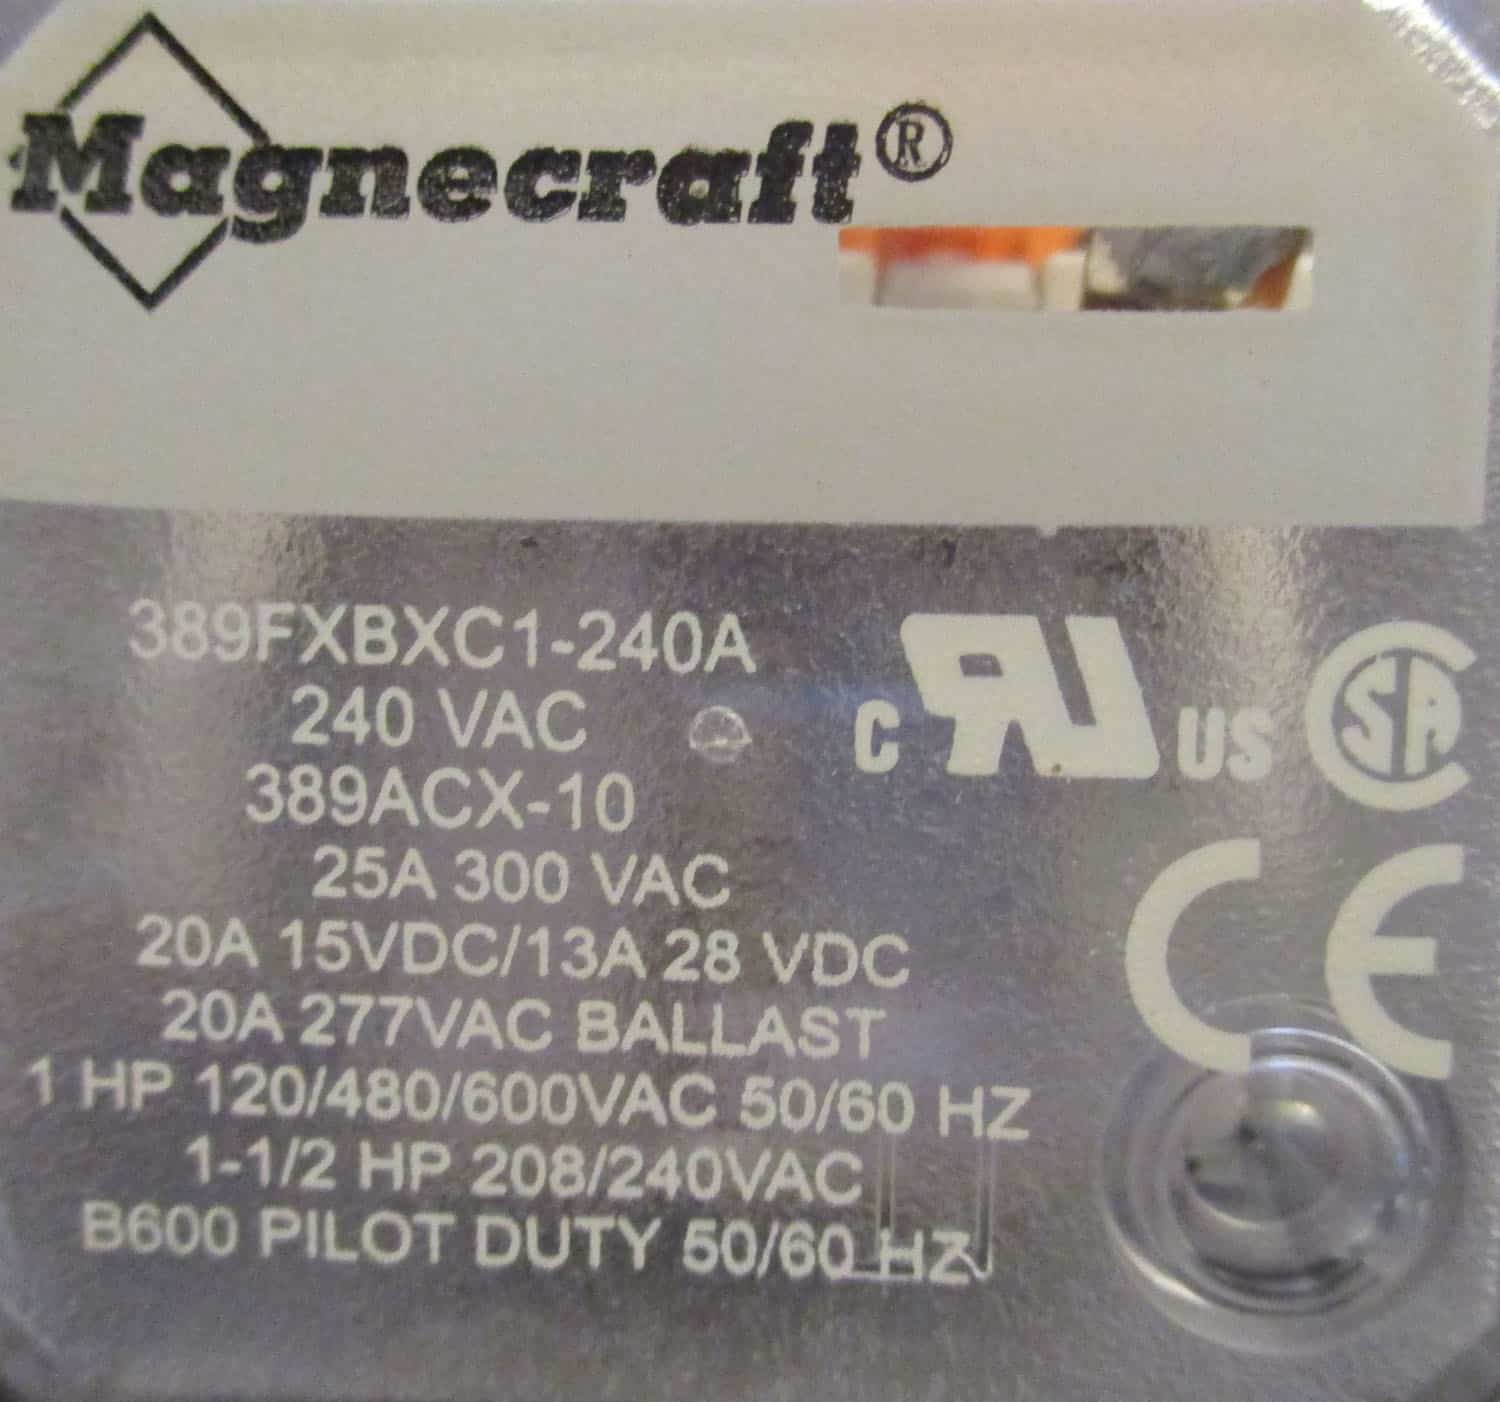 Magnecraft®
389FXBXC1-240A
240 VAC
389ACX-10
25A 300 VAC
20A 15VDC/13A 28 VDC
20A 277VAC BALLAST
1 HP 120/480/600VAC 50/60 HZ
1-1/2 HP 208/240VAC
B600 PILOT DUTY 50/60 HZ
C RU US
SA
CE